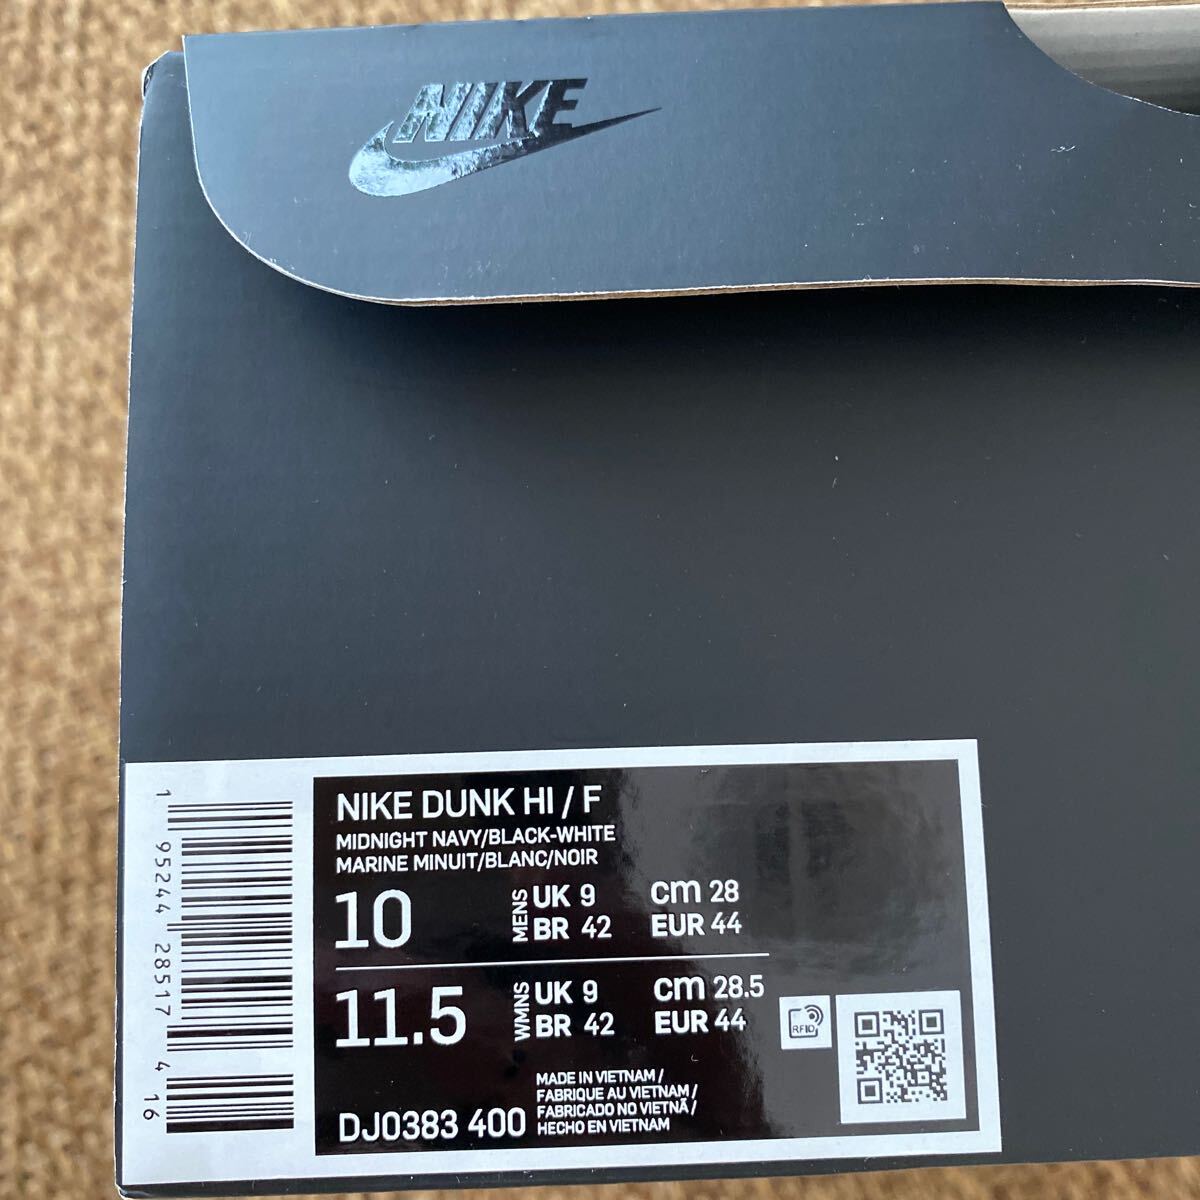 NIKE
NIKE DUNK HI / F
MIDNIGHT NAVY/BLACK-WHITE
MARINE MINUIT/BLANC/NOIR
10 MENS UK 9 cm 28
BR 42 EUR 44
11.5 WMNS UK 9 cm 28.5
BR 42 EUR 44
RFID
MADE IN VIETNAM /
FABRIQUE AU VIETNAM /
FABRICADO NO VIETNÃ /
HECHO EN VIETNAM
DJ0383 400
1 95244 28517 4 16